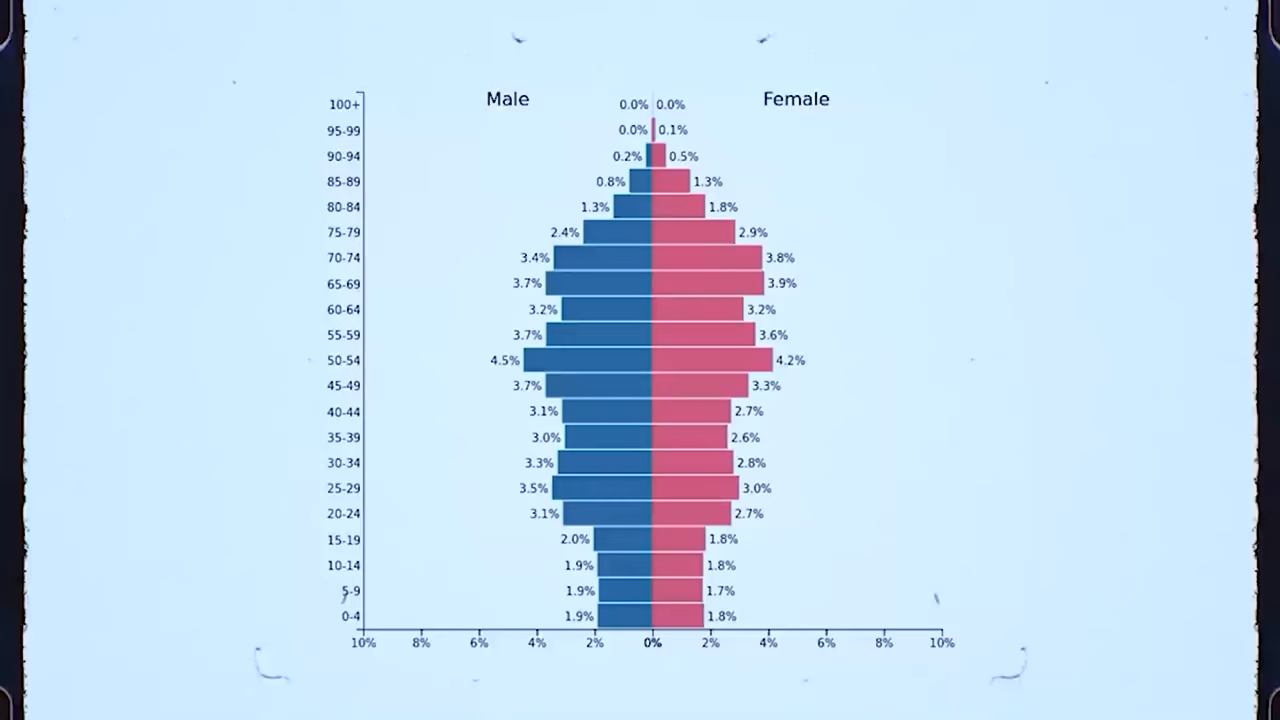 Male Female
100+ 0.0% 0.0%
95-99 0.0% 0.1%
90-94 0.2% 0.5%
85-89 0.8% 1.3%
80-84 1.3% 1.8%
75-79 2.4% 2.9%
70-74 3.4% 3.8%
65-69 3.7% 3.9%
60-64 3.2% 3.2%
55-59 3.7% 3.6%
50-54 4.5% 4.2%
45-49 3.7% 3.3%
40-44 3.1% 2.7%
35-39 3.0% 2.6%
30-34 3.3% 2.8%
25-29 3.5% 3.0%
20-24 3.1% 2.7%
15-19 2.0% 1.8%
10-14 1.9% 1.8%
5-9 1.9% 1.7%
0-4 1.9% 1.8%
10% 8% 6% 4% 2% 0% 2% 4% 6% 8% 10%